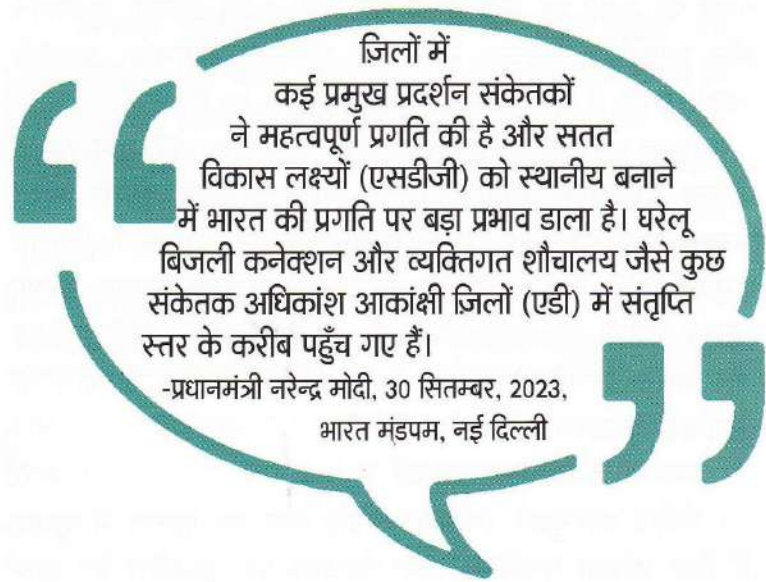 ज़िलों में
कई प्रमुख प्रदर्शन संकेतकों
ने महत्वपूर्ण प्रगति की है और सतत
विकास लक्ष्यों (एसडीजी) को स्थानीय बनाने
में भारत की प्रगति पर बड़ा प्रभाव डाला है। घरेलू
बिजली कनेक्शन और व्यक्तिगत शौचालय जैसे कुछ
संकेतक अधिकांश आकांक्षी ज़िलों (एडी) में संतृप्ति
स्तर के करीब पहुँच गए हैं।
-प्रधानमंत्री नरेन्द्र मोदी, 30 सितम्बर, 2023,
भारत मंडपम, नई दिल्ली